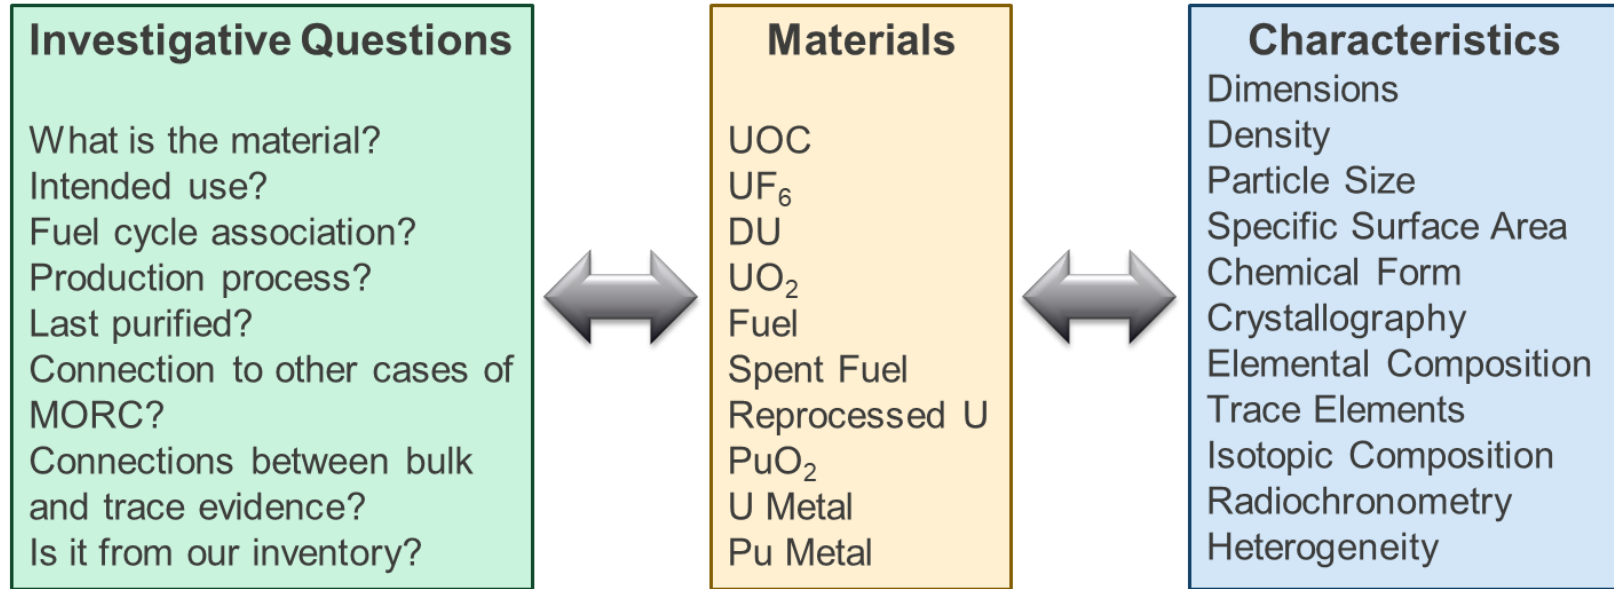 Investigative Questions
What is the material?
Intended use?
Fuel cycle association?
Production process?
Last purified?
Connection to other cases of
MORC?
Connections between bulk
and trace evidence?
Is it from our inventory?
Materials
UOC
UF₆
DU
UO₂
Fuel
Spent Fuel
Reprocessed U
PuO₂
U Metal
Pu Metal
Characteristics
Dimensions
Density
Particle Size
Specific Surface Area
Chemical Form
Crystallography
Elemental Composition
Trace Elements
Isotopic Composition
Radiochronometry
Heterogeneity